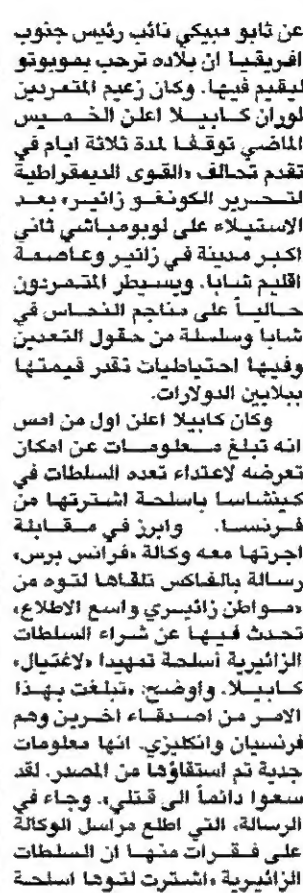 عن ثابو مبيكي نائب رئيس جنوب
افريقيا ان بلاده ترحب بموبوتو
ليقيم فيها. وكان زعيم المتمردين
لوران كابيلا اعلن الخميس
الماضي توقفا لمدة ثلاثة ايام في
تقدم تحالف «القوى الديمقراطية
لتحرير الكونغو زائير» بعد
الاستيلاء على لوبومباشي ثاني
اكبر مدينة في زائير وعاصمة
اقليم شابا. ويسيطر المتمردون
حالياً على مناجم النحاس في
شابا وسلسلة من حقول التعدين
وفيها احتياطيات تقدر قيمتها
ببلايين الدولارات.
وكان كابيلا اعلن اول من امس
انه تبلغ معلومات عن امكان
تعرضه لاعتداء تعده السلطات في
كينشاسا باسلحة اشترتها من
فرنسا. وابرز في مقابلة
اجرتها معه وكالة «فرانس برس»
رسالة بالفاكس تلقاها لتوه من
«مواطن زائيري واسع الاطلاع»
تحدث فيها عن شراء السلطات
الزائيرية أسلحة تمهيدا «لاغتيال»
كابيلا. واوضح: «تبلغت بهذا
الامر من اصدقاء اخرين وهم
فرنسيان وانكليزي. انها معلومات
جدية تم استقاؤها من المصدر. لقد
سعوا دائماً الى قتلي». وجاء في
الرسالة، التي اطلع مراسل الوكالة
على فقرات منها ان السلطات
الزائيرية «اشترت لتوها اسلحة